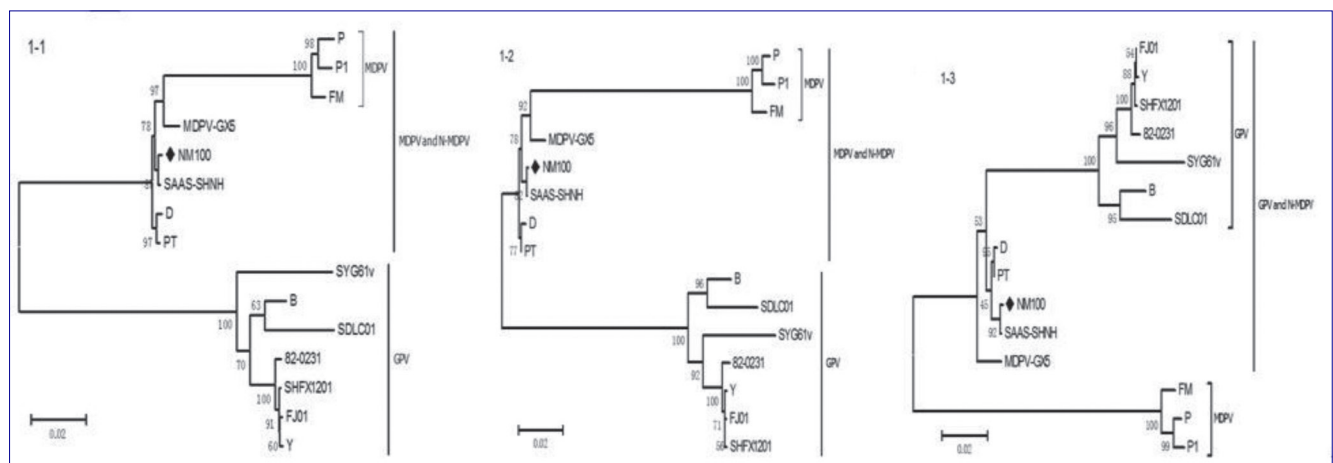 1-1
98
P
P1
100
FM
MDPV
97
78
MDPV-GX5
NM100
SAAS-SHNH
D
97
PT
MDPV and N-MDPV
SYG61v
63
B
SDLC01
100
70
82-0231
SHFX1201
100
FJ01
91
60
Y
GPV
0.02
1-2
100
P
P1
100
FM
MDPV
92
78
MDPV-GX5
NM100
SAAS-SHNH
D
77
PT
MDPV and N-MDPV
96
B
SDLC01
100
SYG61v
92
82-0231
Y
100
FJ01
71
SHFX1201
GPV
0.02
1-3
FJ01
Y
88
SHFX1201
100
82-0231
96
SYG61v
100
B
95
SDLC01
GPV
53
D
PT
45
NM100
92
SAAS-SHNH
MDPV-GX5
GPV and N-MDPV
FM
P
100
99
P1
MDPV
0.02